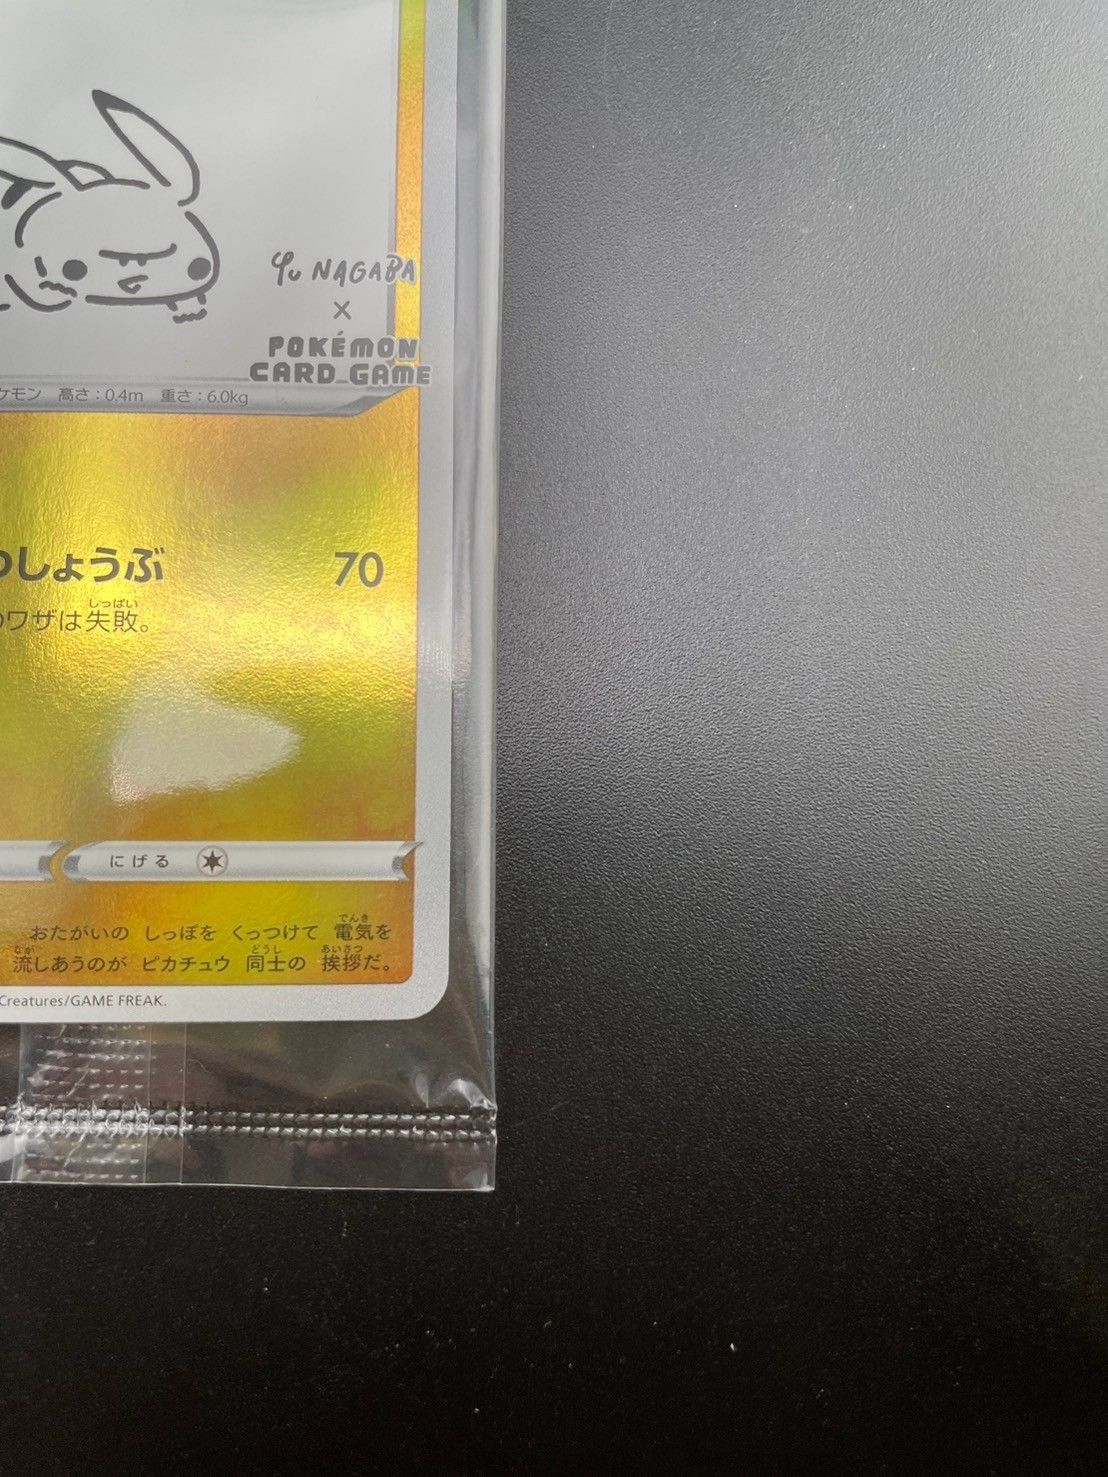 Yu NAGABA
×
POKÉMON
CARD GAME
ケモン 高さ：0.4m 重さ：6.0kg
しょうぶ 70
ワザは失敗。
しっぱい
にげる
おたがいの しっぽを くっつけて 電気を
でんき
流しあうのが ピカチュウ 同士の 挨拶だ。
なが どうし あいさつ
Creatures/GAME FREAK.